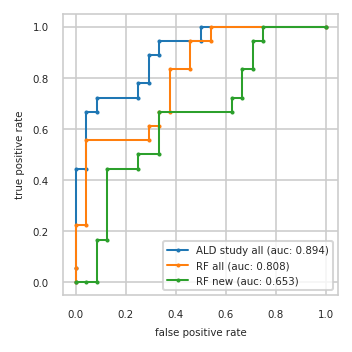 1.0
0.8
0.6
0.4
0.2
0.0
true positive rate
ALD study all (auc: 0.894)
RF all (auc: 0.808)
RF new (auc: 0.653)
0.0 0.2 0.4 0.6 0.8 1.0
false positive rate